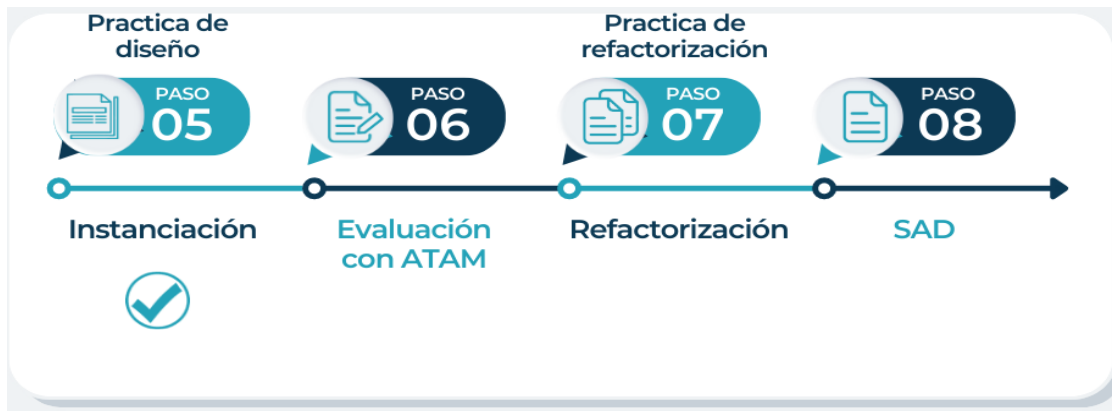 Practica de
diseño
PASO
05
Instanciación
PASO
06
Evaluación
con ATAM
Practica de
refactorización
PASO
07
Refactorización
PASO
08
SAD